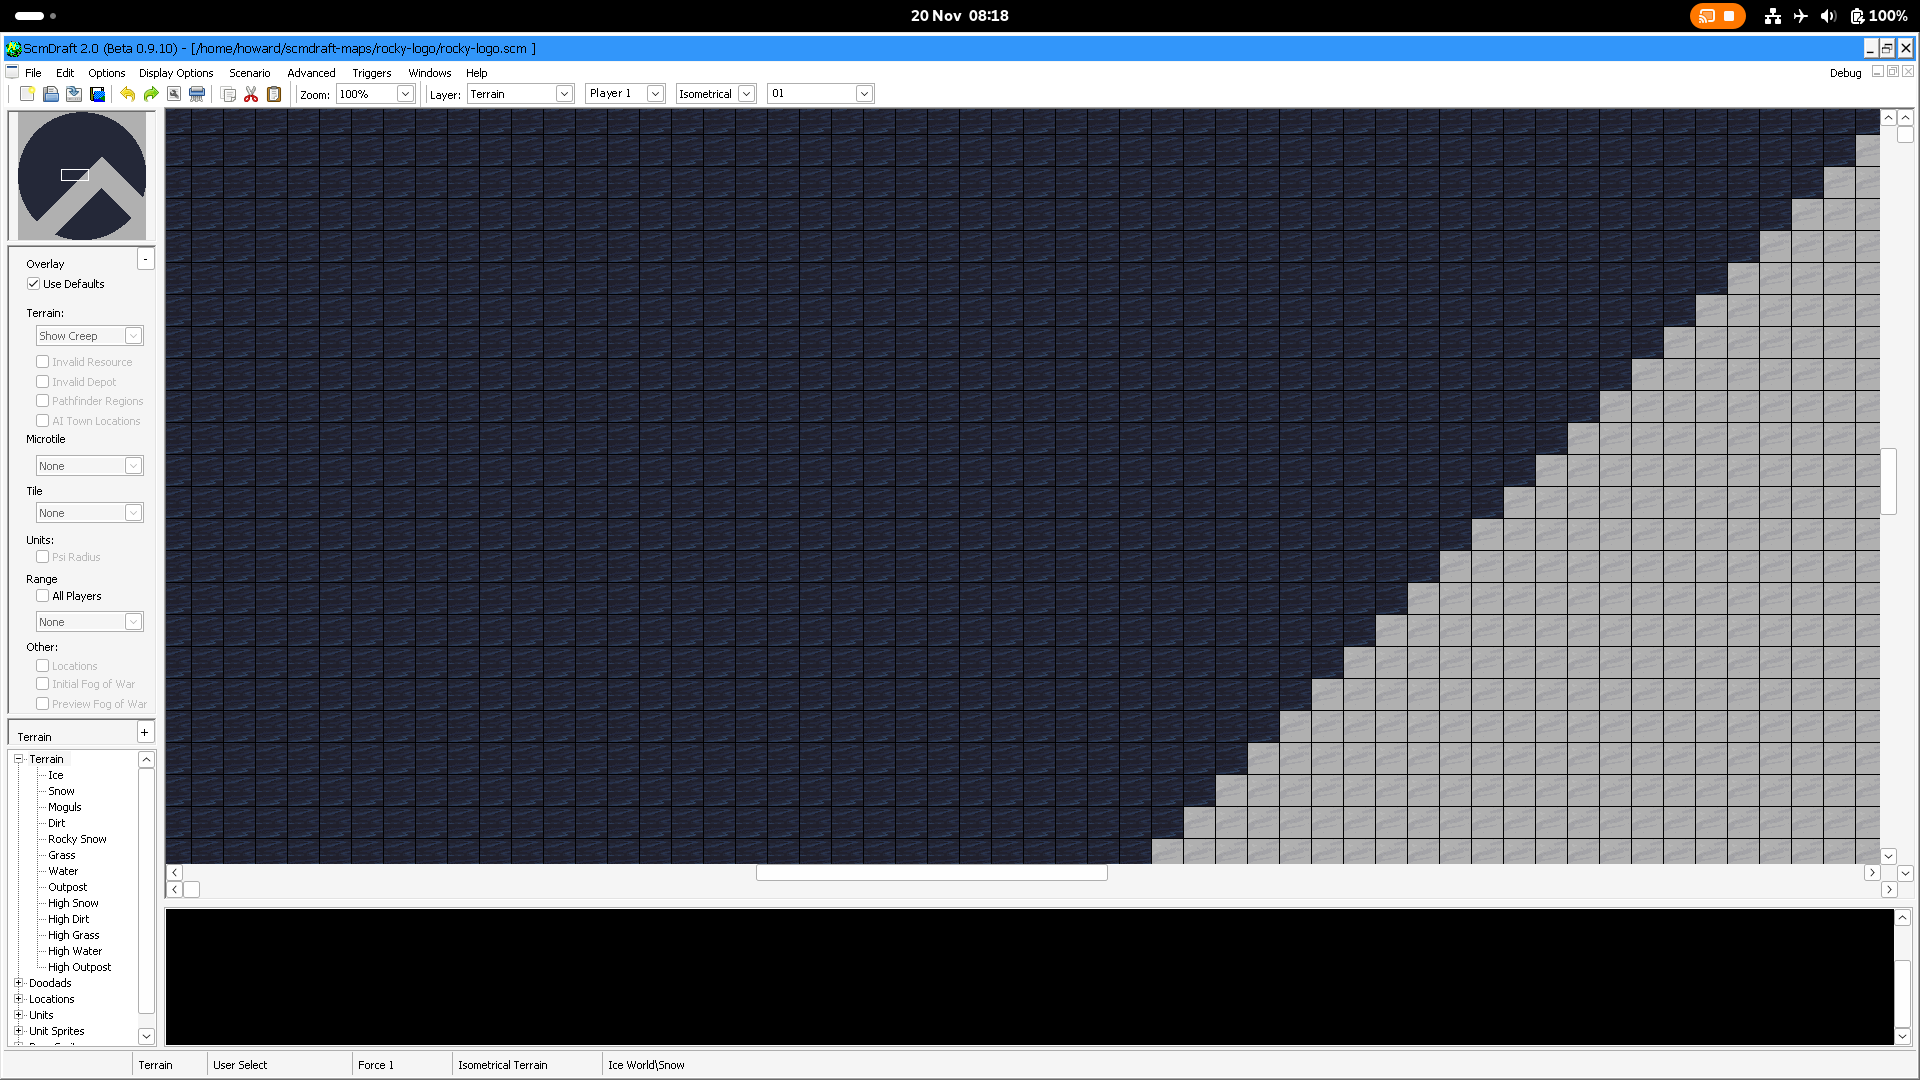 20 Nov 08:18
100%
ScmDraft 2.0 (Beta 0.9.10) - [/home/howard/scmdraft-maps/rocky-logo/rocky-logo.scm ]
File Edit Options Display Options Scenario Advanced Triggers Windows Help Debug
Zoom: 100% Layer: Terrain Player 1 Isometrical 01
Overlay
-
Use Defaults
Terrain:
Show Creep
Invalid Resource
Invalid Depot
Pathfinder Regions
AI Town Locations
Microtile
None
Tile
None
Units:
Psi Radius
Range
All Players
None
Other:
Locations
Initial Fog of War
Preview Fog of War
Terrain +
Terrain
Ice
Snow
Moguls
Dirt
Rocky Snow
Grass
Water
Outpost
High Snow
High Dirt
High Grass
High Water
High Outpost
Doodads
Locations
Units
Unit Sprites
Terrain User Select Force 1 Isometrical Terrain Ice World\Snow